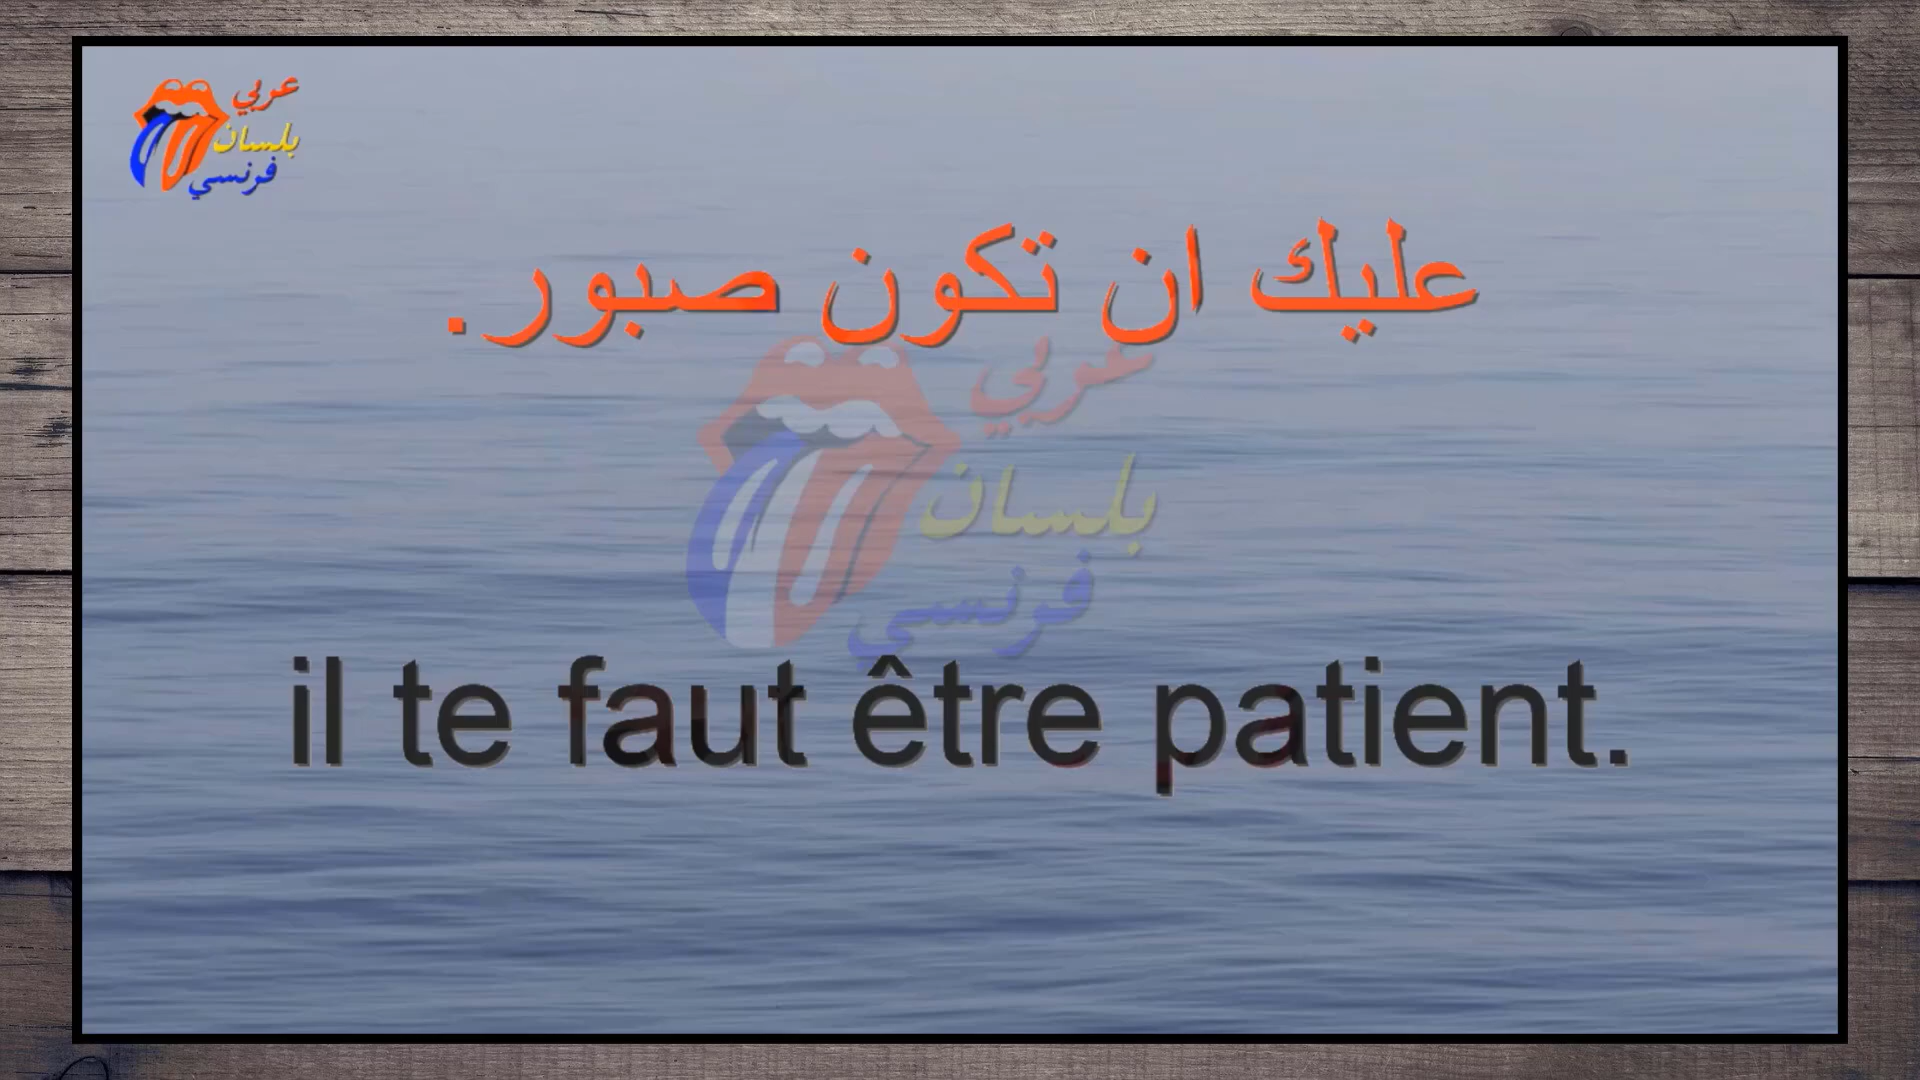 عربي
بلسان
فرنسي
عليك ان تكون صبور.
عربي
بلسان
فرنسي
il te faut être patient.